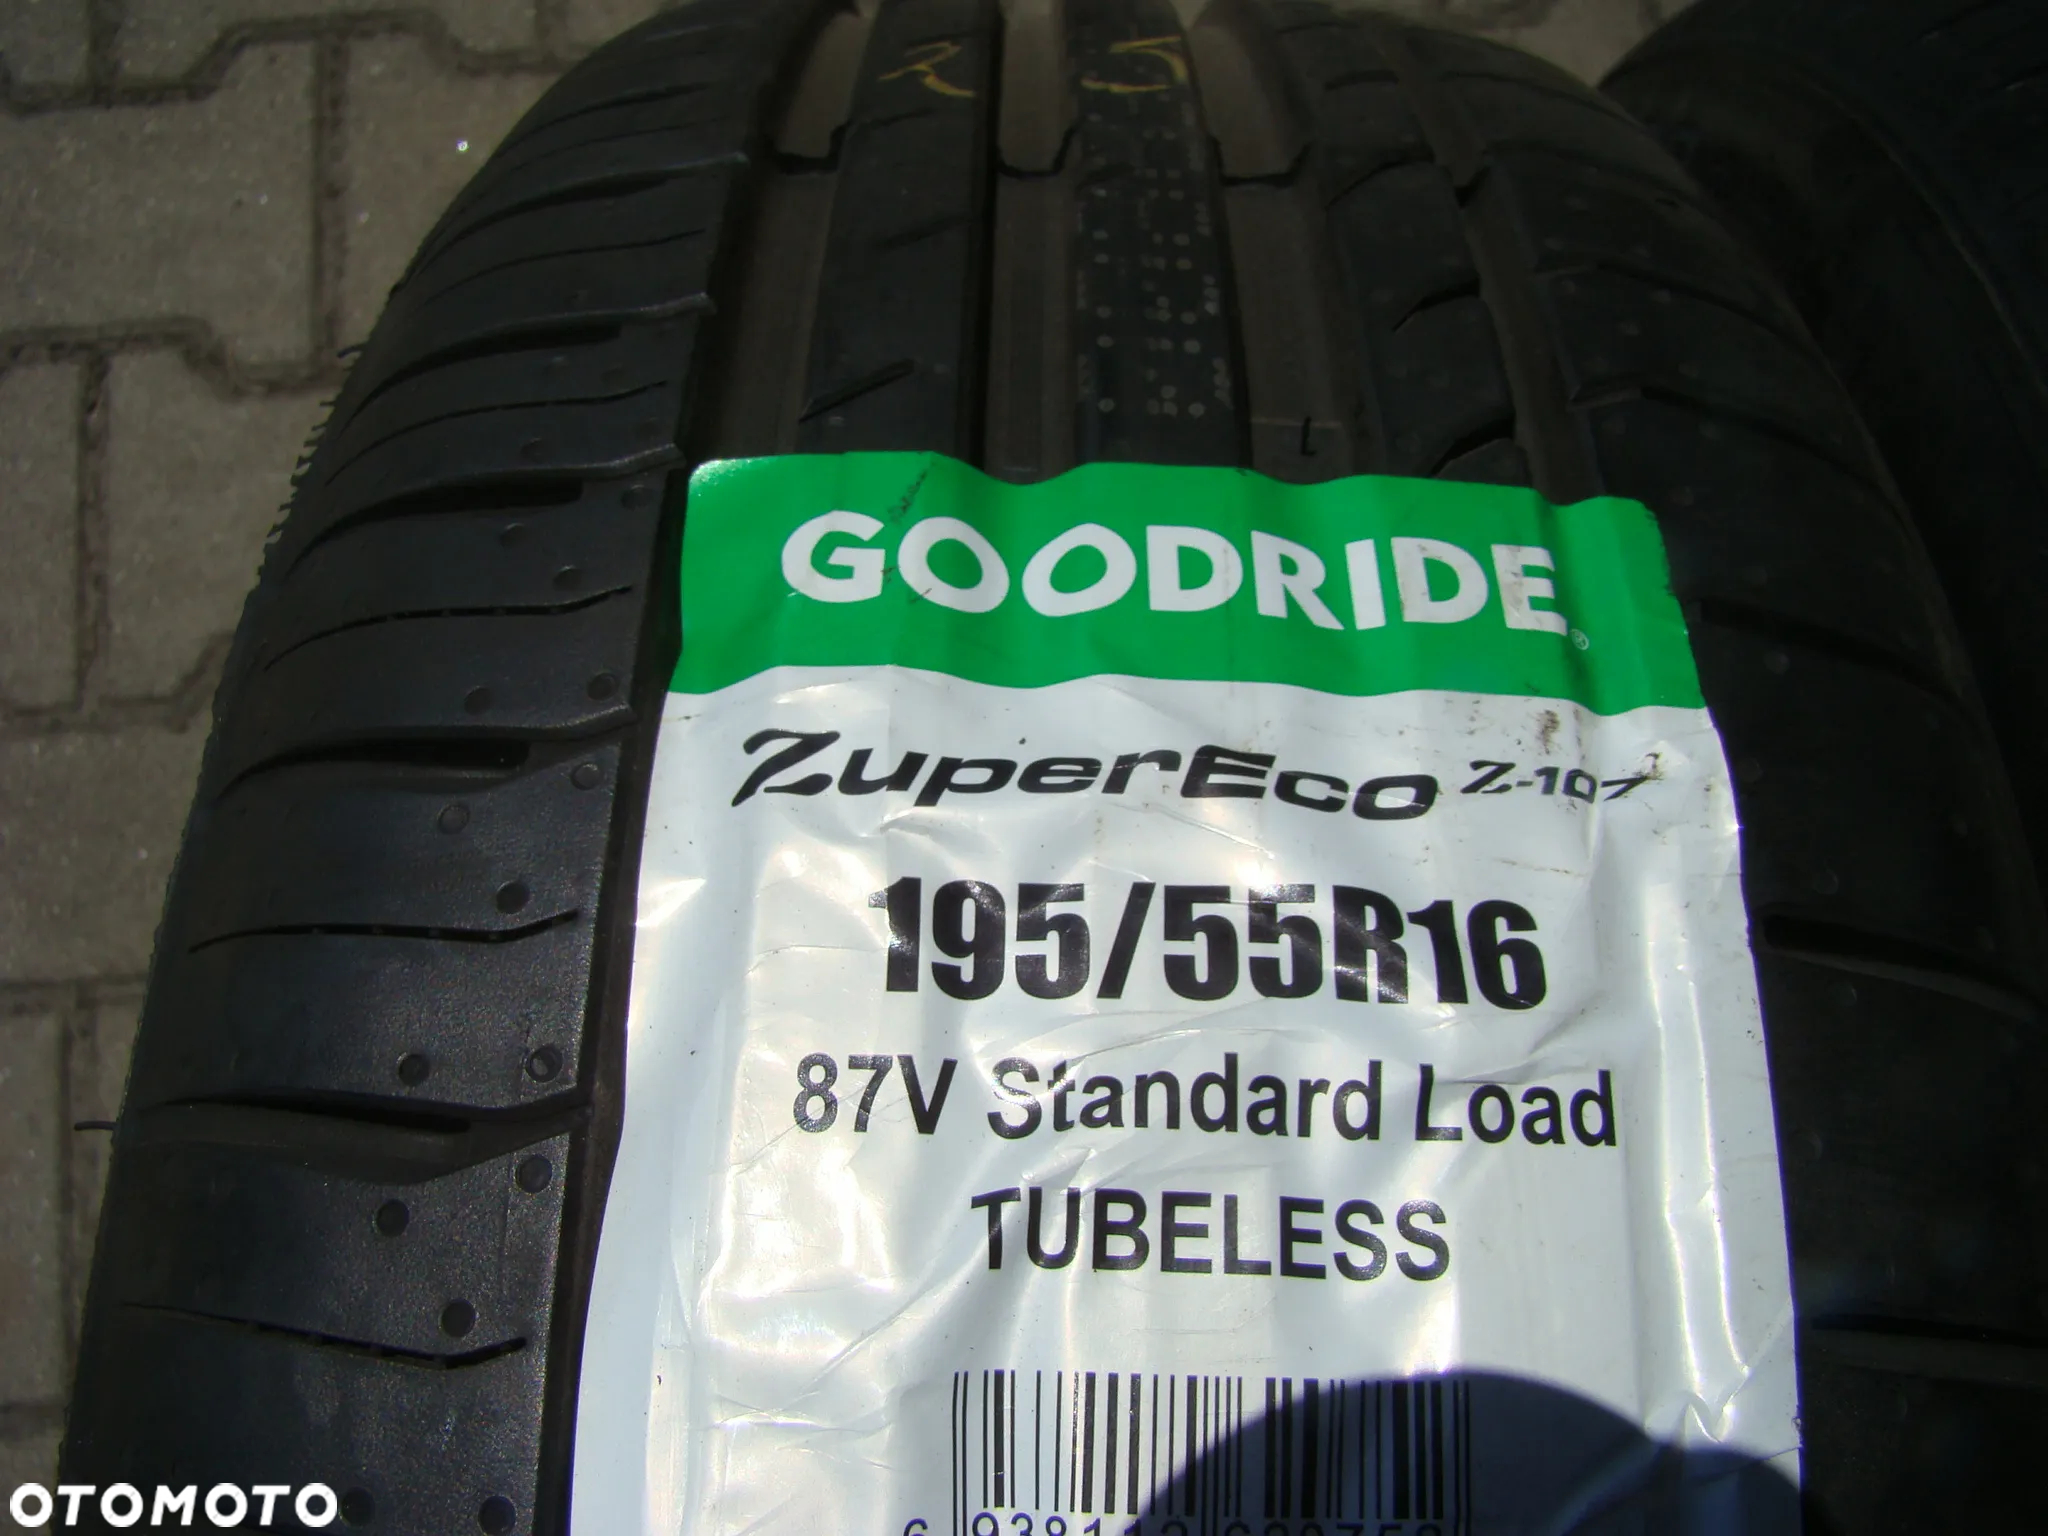 GOODRIDE®
ZuperEco Z-107
195/55R16
87V Standard Load
TUBELESS
OTOMOTO